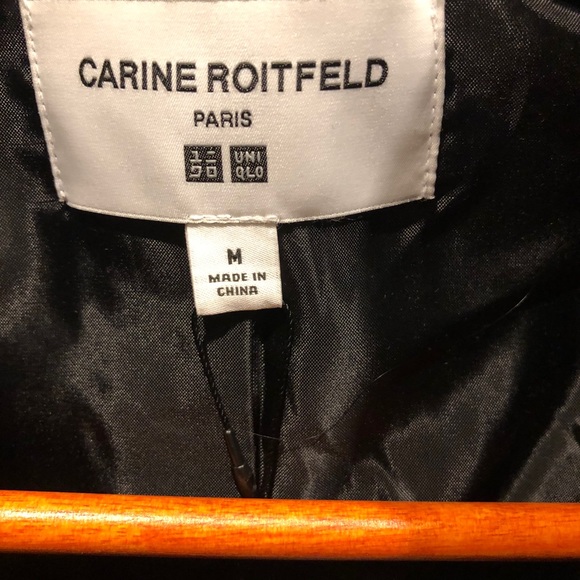 CARINE ROITFELD
PARIS
ユニ UNI
クロ QLO
M
MADE IN
CHINA